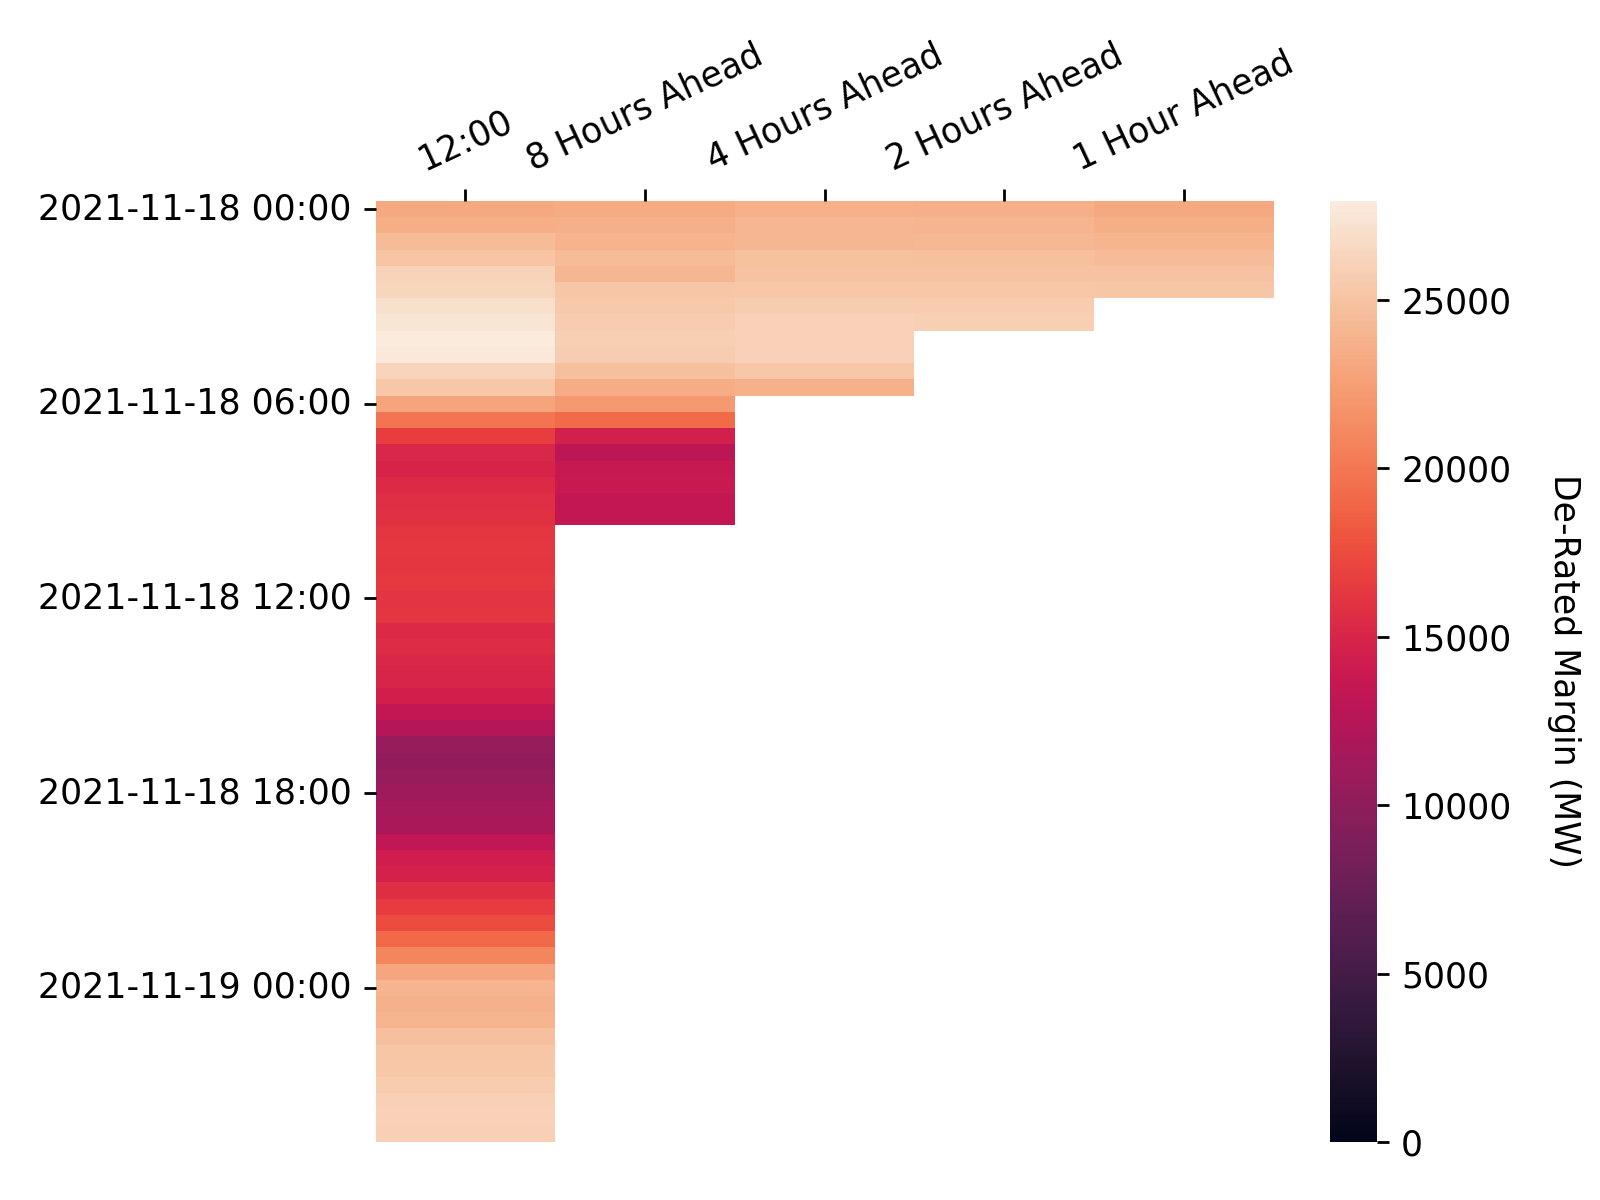 12:00
8 Hours Ahead
4 Hours Ahead
2 Hours Ahead
1 Hour Ahead
2021-11-18 00:00
2021-11-18 06:00
2021-11-18 12:00
2021-11-18 18:00
2021-11-19 00:00
25000
20000
15000
10000
5000
0
De-Rated Margin (MW)